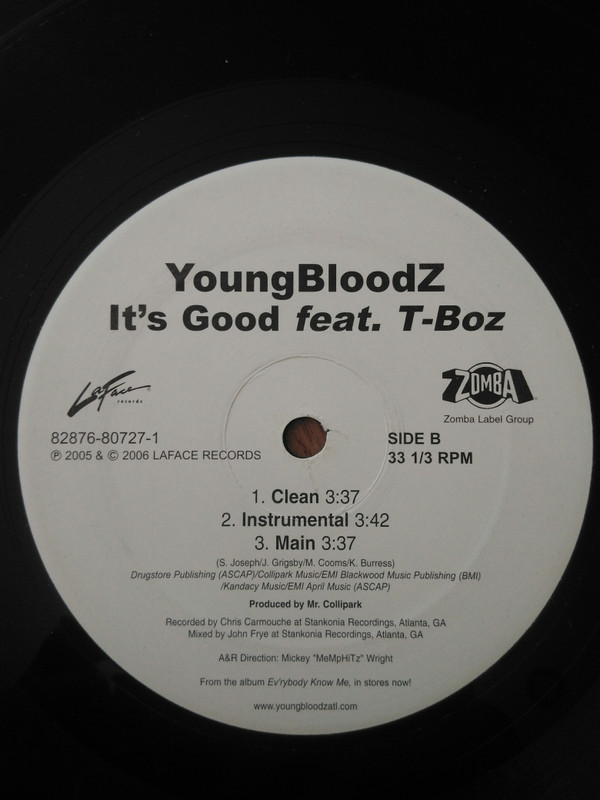 YoungBloodZ
It's Good feat. T-Boz
LaFace
records
ZOMBA
Zomba Label Group
82876-80727-1
℗ 2005 & © 2006 LAFACE RECORDS
SIDE B
33 1/3 RPM
1. Clean 3:37
2. Instrumental 3:42
3. Main 3:37
(S. Joseph/J. Grigsby/M. Cooms/K. Burress)
Drugstore Publishing (ASCAP)/Collipark Music/EMI Blackwood Music Publishing (BMI)
/Kandacy Music/EMI April Music (ASCAP)
Produced by Mr. Collipark
Recorded by Chris Carmouche at Stankonia Recordings, Atlanta, GA
Mixed by John Frye at Stankonia Recordings, Atlanta, GA
A&R Direction: Mickey "MeMpHiTz" Wright
From the album Ev'rybody Know Me, in stores now!
www.youngbloodzatl.com